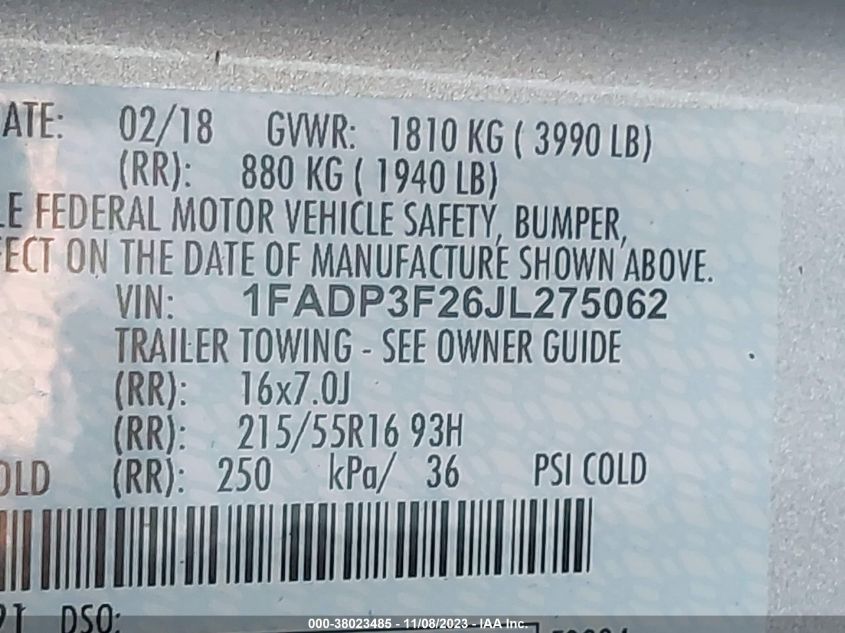 ATE: 02/18 GVWR: 1810 KG ( 3990 LB)
(RR): 880 KG ( 1940 LB)
LE FEDERAL MOTOR VEHICLE SAFETY, BUMPER,
FECT ON THE DATE OF MANUFACTURE SHOWN ABOVE.
VIN: 1FADP3F26JL275062
TRAILER TOWING - SEE OWNER GUIDE
(RR): 16x7.0J
(RR): 215/55R16 93H
OLD (RR): 250 kPa/ 36 PSI COLD
DSO:
000-38023485 - 11/08/2023 - IAA Inc.